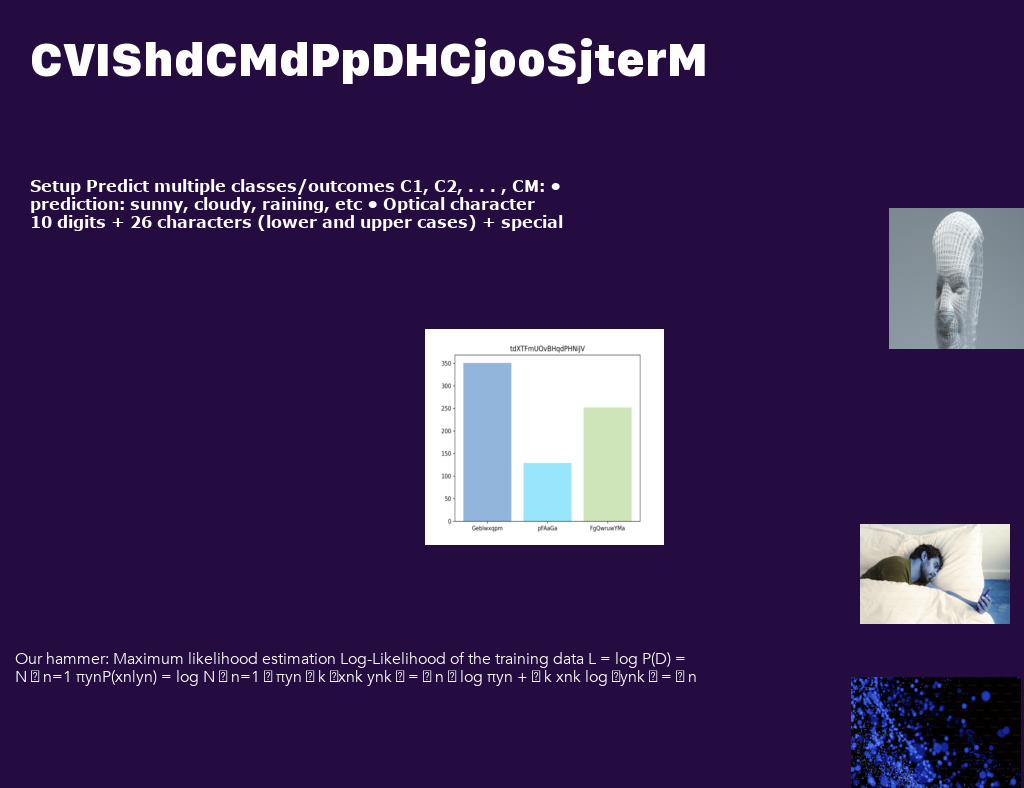 CVIShdCMdPpDHCjooSjterM
Setup Predict multiple classes/outcomes C1, C2, . . . , CM: •
prediction: sunny, cloudy, raining, etc • Optical character
10 digits + 26 characters (lower and upper cases) + special
tdXTFmUOvBHqdPHNiJV
350
300
250
200
150
100
50
0
Gebiwxqpm pFAaGa FgQwruwYMa
Our hammer: Maximum likelihood estimation Log-Likelihood of the training data L = log P(D) =
N n=1 πynP(xnlyn) = log N n=1 πyn k xnk ynk = n log πyn + k xnk log ynk = n